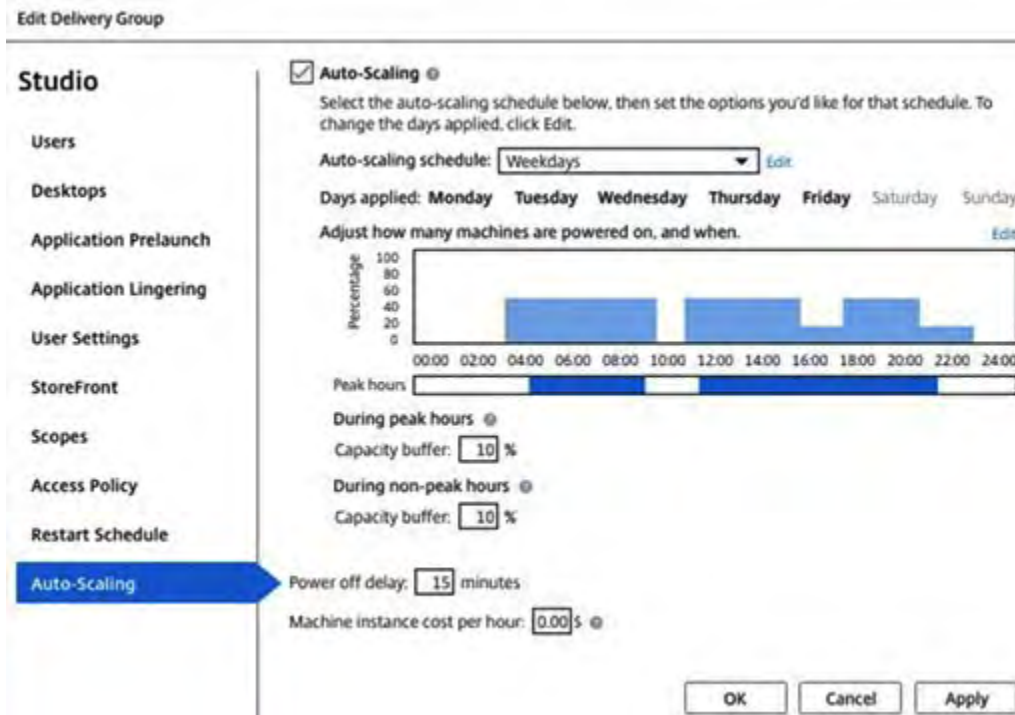 Edit Delivery Group
Studio
Users
Desktops
Application Prelaunch
Application Lingering
User Settings
StoreFront
Scopes
Access Policy
Restart Schedule
Auto-Scaling
Auto-Scaling
Select the auto-scaling schedule below, then set the options you'd like for that schedule. To
change the days applied, click Edit.
Auto-scaling schedule: Weekdays Edit
Days applied: Monday Tuesday Wednesday Thursday Friday Saturday Sunday
Adjust how many machines are powered on, and when. Edit
Percentage
100
80
60
40
20
0
00:00 02:00 04:00 06:00 08:00 10:00 12:00 14:00 16:00 18:00 20:00 22:00 24:00
Peak hours
During peak hours
Capacity buffer: 10 %
During non-peak hours
Capacity buffer: 10 %
Power off delay: 15 minutes
Machine instance cost per hour: 0.00 $
OK Cancel Apply